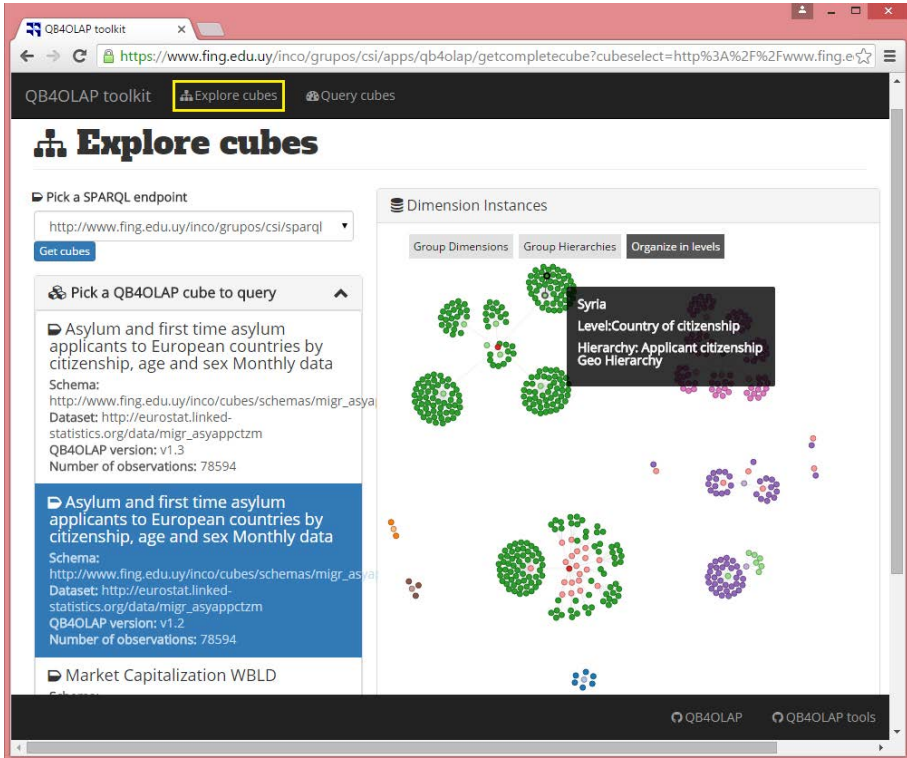 QB4OLAP toolkit
https://www.fing.edu.uy/inco/grupos/csi/apps/qb4olap/getcompletecube?cubeselect=http%3A%2F%2Fwww.fing.e
QB4OLAP toolkit
Explore cubes
Query cubes
Explore cubes
Pick a SPARQL endpoint
http://www.fing.edu.uy/inco/grupos/csi/sparql
Get cubes
Pick a QB4OLAP cube to query
Asylum and first time asylum
applicants to European countries by
citizenship, age and sex Monthly data
Schema:
http://www.fing.edu.uy/inco/cubes/schemas/migr_asya
Dataset: http://eurostat.linked-
statistics.org/data/migr_asyappctzm
QB4OLAP version: v1.3
Number of observations: 78594
Asylum and first time asylum
applicants to European countries by
citizenship, age and sex Monthly data
Schema:
http://www.fing.edu.uy/inco/cubes/schemas/migr_asya
Dataset: http://eurostat.linked-
statistics.org/data/migr_asyappctzm
QB4OLAP version: v1.2
Number of observations: 78594
Market Capitalization WBLD
Dimension Instances
Group Dimensions
Group Hierarchies
Organize in levels
Syria
Level:Country of citizenship
Hierarchy: Applicant citizenship
Geo Hierarchy
QB4OLAP
QB4OLAP tools